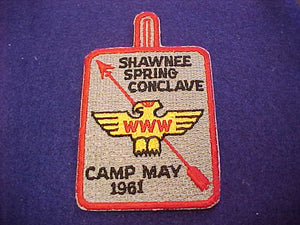 SHAWNEE
SPRING
CONCLAVE
WWW
CAMP MAY
1961